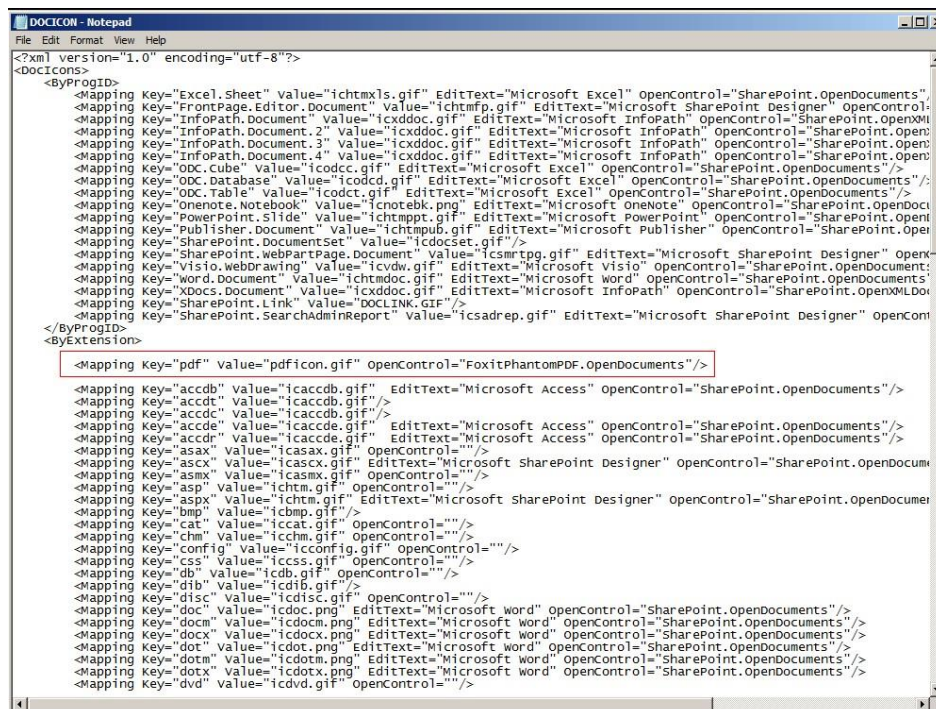 DOCICON - Notepad
File Edit Format View Help
<?xml version="1.0" encoding="utf-8"?>
<DocIcons>
<ByProgID>
<Mapping Key="Excel.Sheet" Value="ichtmxls.gif" EditText="Microsoft Excel" OpenControl="SharePoint.OpenDocuments"
<Mapping Key="FrontPage.Editor.Document" Value="ichtmfp.gif" EditText="Microsoft SharePoint Designer" OpenControl=
<Mapping Key="InfoPath.Document" Value="icxddoc.gif" EditText="Microsoft InfoPath" OpenControl="SharePoint.OpenXML
<Mapping Key="InfoPath.Document.2" Value="icxddoc.gif" EditText="Microsoft InfoPath" OpenControl="SharePoint.OpenX
<Mapping Key="InfoPath.Document.3" Value="icxddoc.gif" EditText="Microsoft InfoPath" OpenControl="SharePoint.OpenX
<Mapping Key="InfoPath.Document.4" Value="icxddoc.gif" EditText="Microsoft InfoPath" OpenControl="SharePoint.OpenX
<Mapping Key="ODC.Cube" Value="icodcc.gif" EditText="Microsoft Excel" OpenControl="SharePoint.OpenDocuments"/>
<Mapping Key="ODC.Database" Value="icodcd.gif" EditText="Microsoft Excel" OpenControl="SharePoint.OpenDocuments"/>
<Mapping Key="ODC.Table" Value="icodct.gif" EditText="Microsoft Excel" OpenControl="SharePoint.OpenDocuments"/>
<Mapping Key="Onenote.Notebook" Value="icnotebk.png" EditText="Microsoft OneNote" OpenControl="SharePoint.OpenDocu
<Mapping Key="PowerPoint.Slide" Value="ichtmppt.gif" EditText="Microsoft PowerPoint" OpenControl="SharePoint.OpenD
<Mapping Key="Publisher.Document" Value="ichtmpub.gif" EditText="Microsoft Publisher" OpenControl="SharePoint.Open
<Mapping Key="SharePoint.DocumentSet" Value="icdocset.gif"/>
<Mapping Key="SharePoint.WebPartPage.Document" Value="icsmrtpg.gif" EditText="Microsoft SharePoint Designer" OpenC
<Mapping Key="Visio.WebDrawing" Value="icvdw.gif" EditText="Microsoft Visio" OpenControl="SharePoint.OpenDocuments
<Mapping Key="Word.Document" Value="ichtmdoc.gif" EditText="Microsoft Word" OpenControl="SharePoint.OpenDocuments"
<Mapping Key="XDocs.Document" Value="icxddoc.gif" EditText="Microsoft InfoPath" OpenControl="SharePoint.OpenXMLDoc
<Mapping Key="SharePoint.Link" Value="DOCLINK.GIF"/>
<Mapping Key="SharePoint.SearchAdminReport" Value="icsadrep.gif" EditText="Microsoft SharePoint Designer" OpenCont
</ByProgID>
<ByExtension>
<Mapping Key="pdf" Value="pdficon.gif" OpenControl="FoxitPhantomPDF.OpenDocuments"/>
<Mapping Key="accdb" Value="icaccdb.gif" EditText="Microsoft Access" OpenControl="SharePoint.OpenDocuments"/>
<Mapping Key="accdt" Value="icaccdb.gif"/>
<Mapping Key="accdc" Value="icaccdb.gif"/>
<Mapping Key="accde" Value="icaccde.gif" EditText="Microsoft Access" OpenControl="SharePoint.OpenDocuments"/>
<Mapping Key="accdr" Value="icaccde.gif" EditText="Microsoft Access" OpenControl="SharePoint.OpenDocuments"/>
<Mapping Key="asax" Value="icasax.gif" OpenControl=""/>
<Mapping Key="ascx" Value="icascx.gif" EditText="Microsoft SharePoint Designer" OpenControl="SharePoint.OpenDocume
<Mapping Key="asmx" Value="icasmx.gif" OpenControl=""/>
<Mapping Key="asp" Value="ichtm.gif" OpenControl=""/>
<Mapping Key="aspx" Value="ichtm.gif" EditText="Microsoft SharePoint Designer" OpenControl="SharePoint.OpenDocumen
<Mapping Key="bmp" Value="icbmp.gif"/>
<Mapping Key="cat" Value="iccat.gif" OpenControl=""/>
<Mapping Key="chm" Value="icchm.gif" OpenControl=""/>
<Mapping Key="config" Value="icconfig.gif" OpenControl=""/>
<Mapping Key="css" Value="iccss.gif" OpenControl=""/>
<Mapping Key="db" Value="icdb.gif" OpenControl=""/>
<Mapping Key="dib" Value="icdib.gif"/>
<Mapping Key="disc" Value="icdisc.gif" OpenControl=""/>
<Mapping Key="doc" Value="icdoc.png" EditText="Microsoft Word" OpenControl="SharePoint.OpenDocuments"/>
<Mapping Key="docm" Value="icdocm.png" EditText="Microsoft Word" OpenControl="SharePoint.OpenDocuments"/>
<Mapping Key="docx" Value="icdocx.png" EditText="Microsoft Word" OpenControl="SharePoint.OpenDocuments"/>
<Mapping Key="dot" Value="icdot.png" EditText="Microsoft Word" OpenControl="SharePoint.OpenDocuments"/>
<Mapping Key="dotm" Value="icdotm.png" EditText="Microsoft Word" OpenControl="SharePoint.OpenDocuments"/>
<Mapping Key="dotx" Value="icdotx.png" EditText="Microsoft Word" OpenControl="SharePoint.OpenDocuments"/>
<Mapping Key="dvd" Value="icdvd.gif" OpenControl=""/>